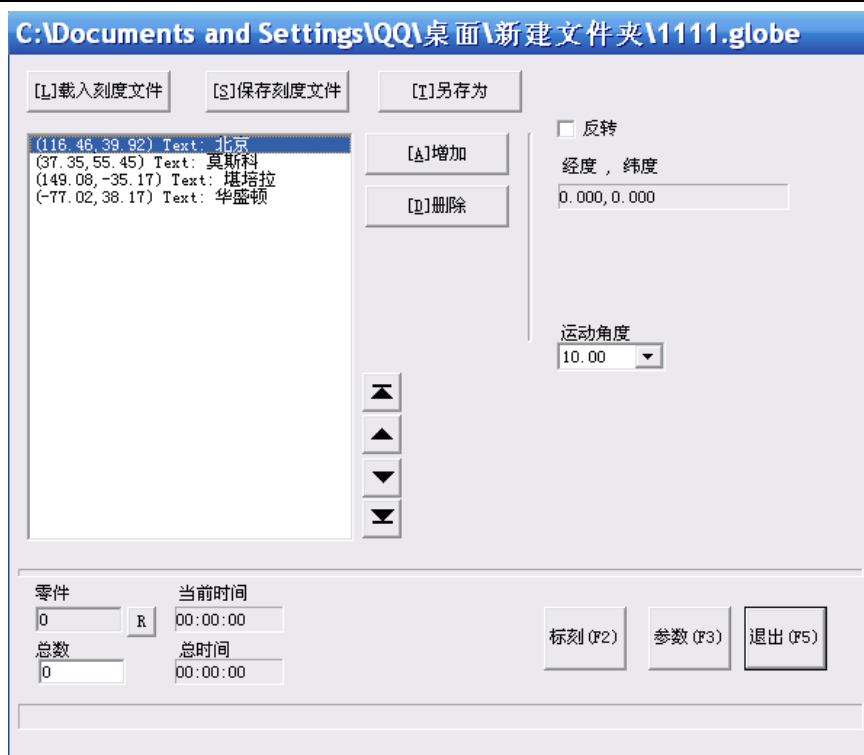 C:\Documents and Settings\QQ\桌面\新建文件夹\1111.globe
[L]载入刻度文件 [S]保存刻度文件 [T]另存为
(116.46,39.92) Text: 北京
(37.35,55.45) Text: 莫斯科
(149.08,-35.17) Text: 堪培拉
(-77.02,38.17) Text: 华盛顿
[A]增加
[D]删除
反转
经度 , 纬度
0.000,0.000
运动角度
10.00
零件 当前时间
0 R 00:00:00
总数 总时间
0 00:00:00
标刻(F2) 参数(F3) 退出(F5)